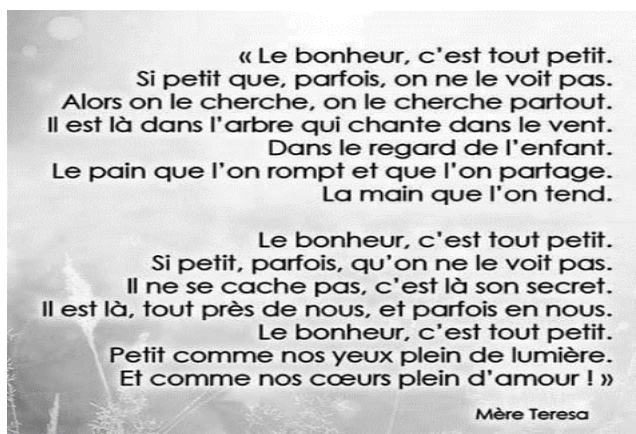 « Le bonheur, c'est tout petit.
Si petit que, parfois, on ne le voit pas.
Alors on le cherche, on le cherche partout.
Il est là dans l'arbre qui chante dans le vent.
Dans le regard de l'enfant.
Le pain que l'on rompt et que l'on partage.
La main que l'on tend.
Le bonheur, c'est tout petit.
Si petit, parfois, qu'on ne le voit pas.
Il ne se cache pas, c'est là son secret.
Il est là, tout près de nous, et parfois en nous.
Le bonheur, c'est tout petit.
Petit comme nos yeux plein de lumière.
Et comme nos cœurs plein d'amour ! »
Mère Teresa